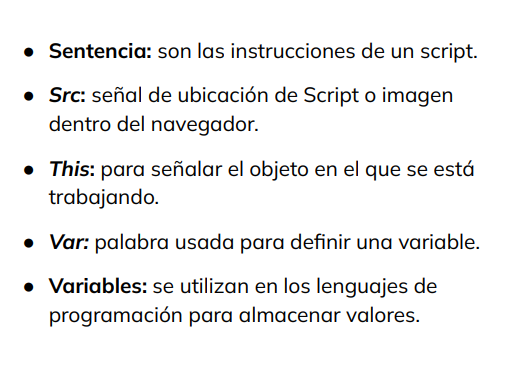 ● Sentencia: son las instrucciones de un script.
● Src: señal de ubicación de Script o imagen
dentro del navegador.
● This: para señalar el objeto en el que se está
trabajando.
● Var: palabra usada para definir una variable.
● Variables: se utilizan en los lenguajes de
programación para almacenar valores.